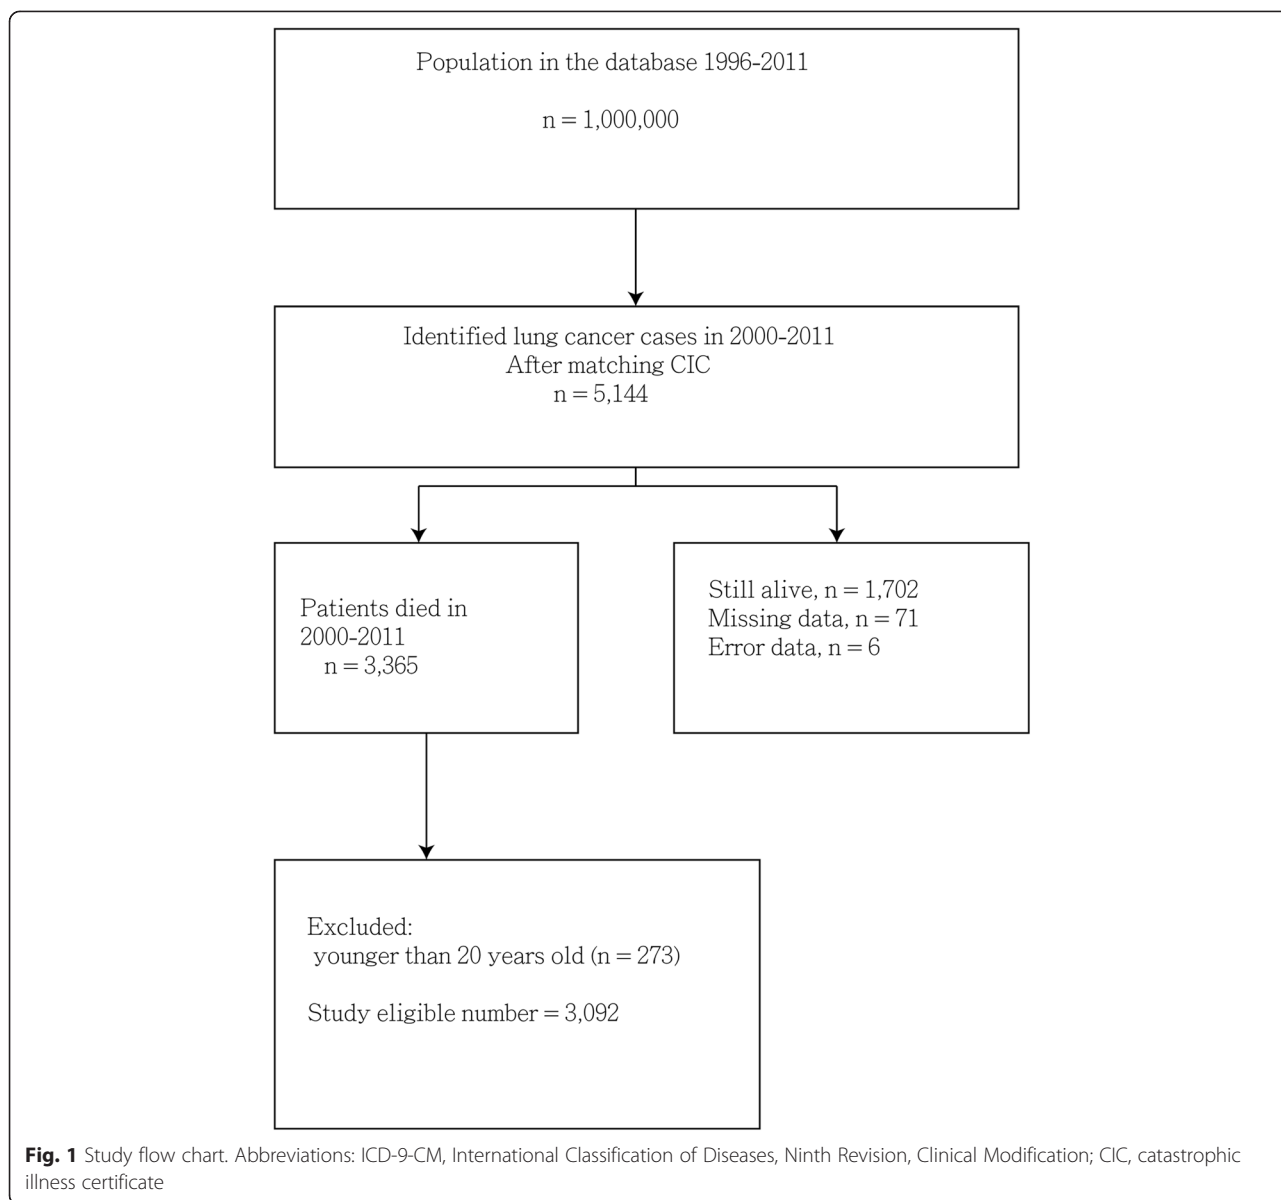 Population in the database 1996-2011
n = 1,000,000
Identified lung cancer cases in 2000-2011
After matching CIC
n = 5,144
Patients died in
2000-2011
n = 3,365
Still alive, n = 1,702
Missing data, n = 71
Error data, n = 6
Excluded:
younger than 20 years old (n = 273)
Study eligible number = 3,092
Fig. 1 Study flow chart. Abbreviations: ICD-9-CM, International Classification of Diseases, Ninth Revision, Clinical Modification; CIC, catastrophic
illness certificate